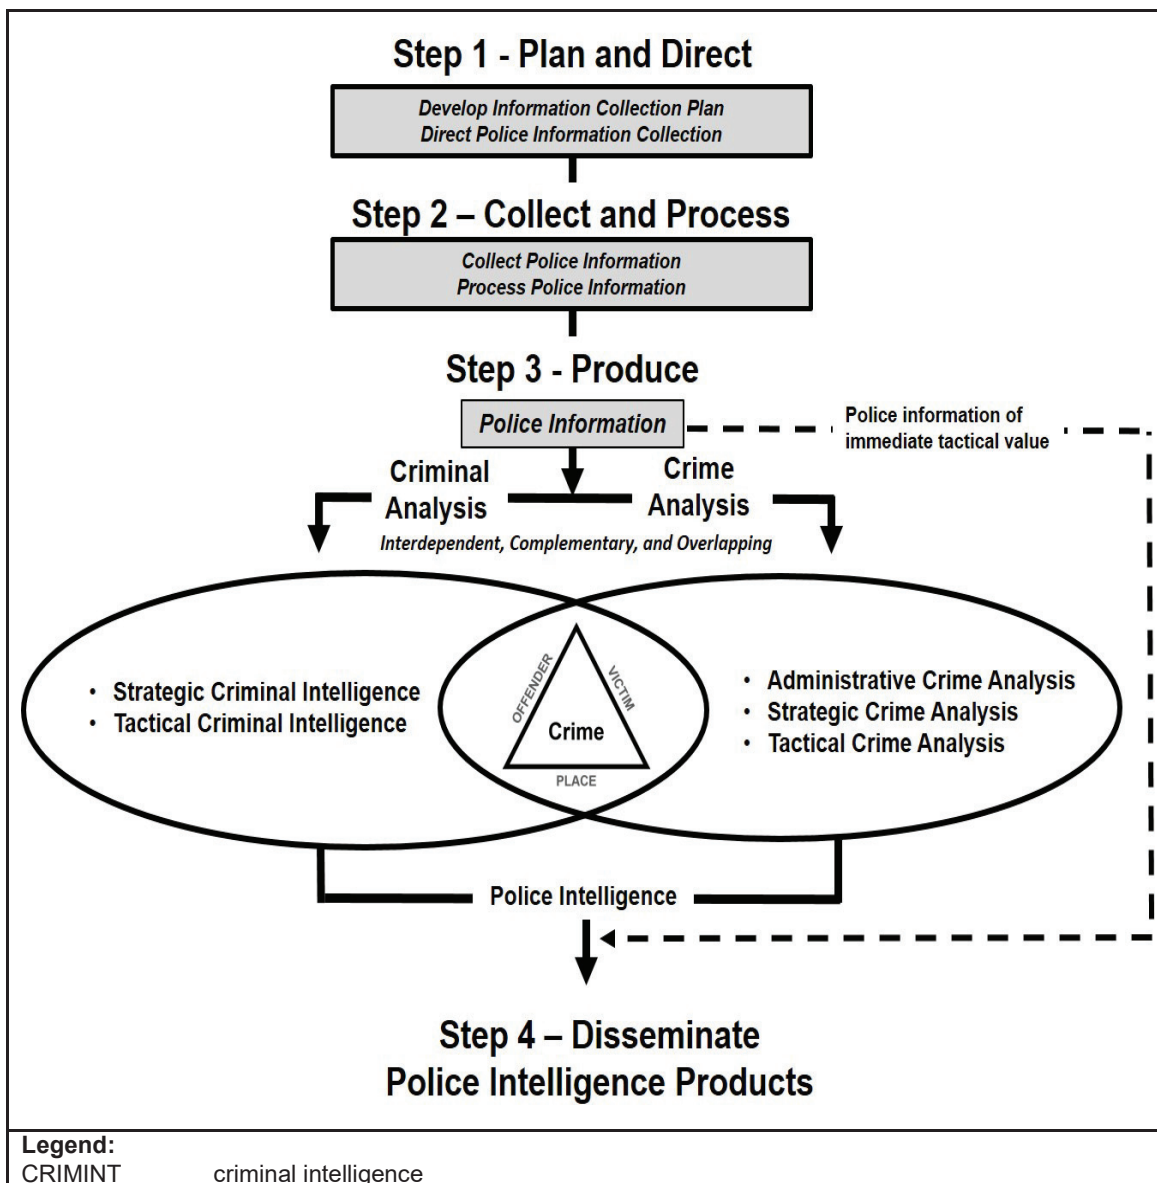 Step 1 - Plan and Direct
Develop Information Collection Plan
Direct Police Information Collection
Step 2 – Collect and Process
Collect Police Information
Process Police Information
Step 3 - Produce
Police Information
Police information of
immediate tactical value
Criminal
Analysis
Crime
Analysis
Interdependent, Complementary, and Overlapping
• Strategic Criminal Intelligence
• Tactical Criminal Intelligence
OFFENDER
VICTIM
Crime
PLACE
• Administrative Crime Analysis
• Strategic Crime Analysis
• Tactical Crime Analysis
Police Intelligence
Step 4 – Disseminate
Police Intelligence Products
Legend:
CRIMINT criminal intelligence